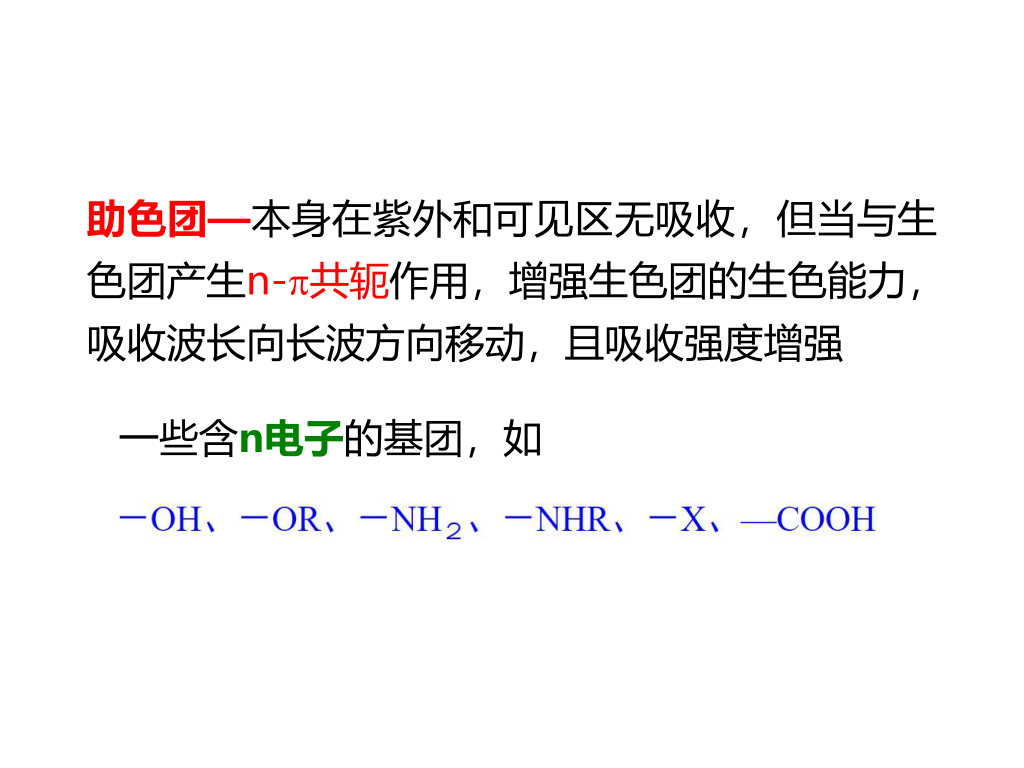 助色团—本身在紫外和可见区无吸收，但当与生
色团产生n-π共轭作用，增强生色团的生色能力，
吸收波长向长波方向移动，且吸收强度增强
一些含n电子的基团，如
－OH、－OR、－NH₂、－NHR、－X、—COOH